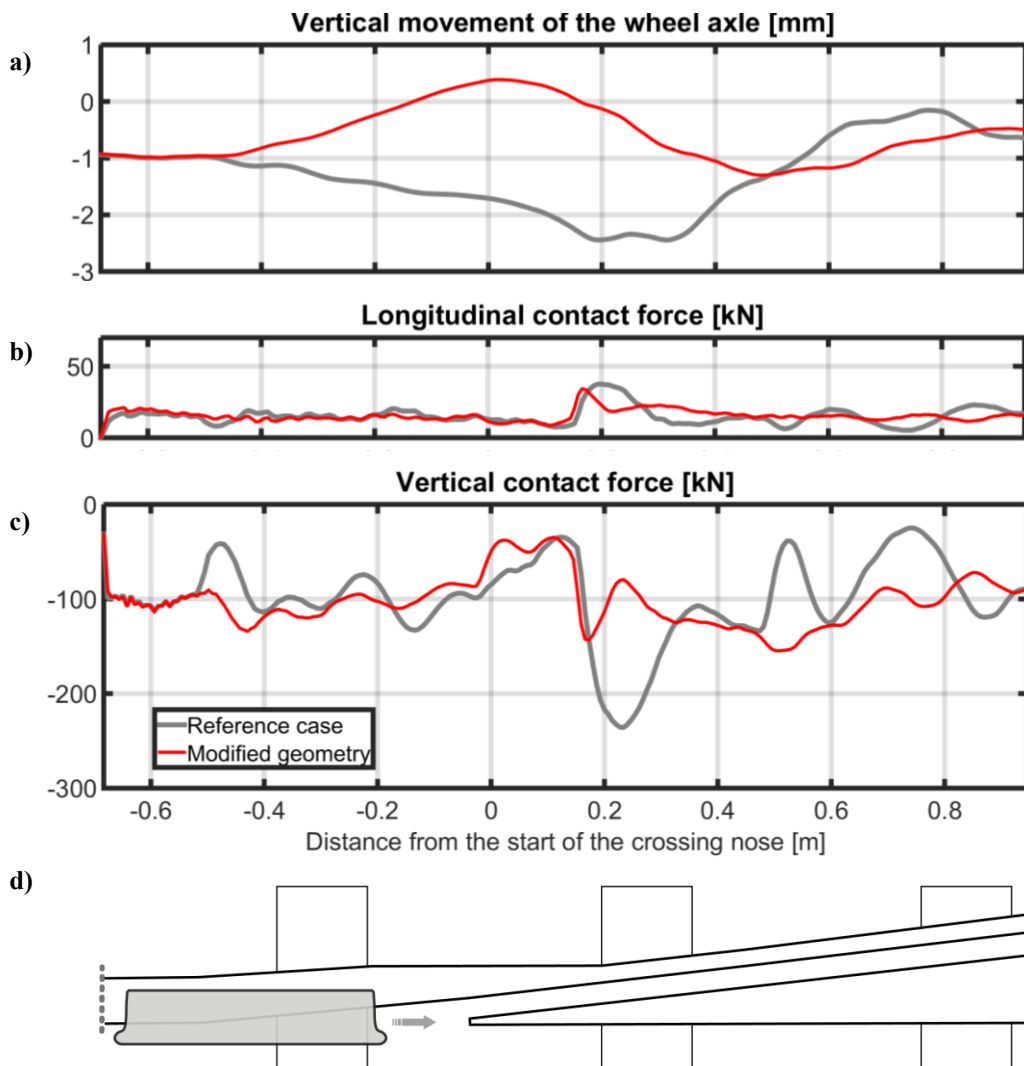 Vertical movement of the wheel axle [mm]
a)
1
0
-1
-2
-3
Longitudinal contact force [kN]
b)
50
0
Vertical contact force [kN]
c)
0
-100
-200
-300
Reference case
Modified geometry
-0.6 -0.4 -0.2 0 0.2 0.4 0.6 0.8
Distance from the start of the crossing nose [m]
d)